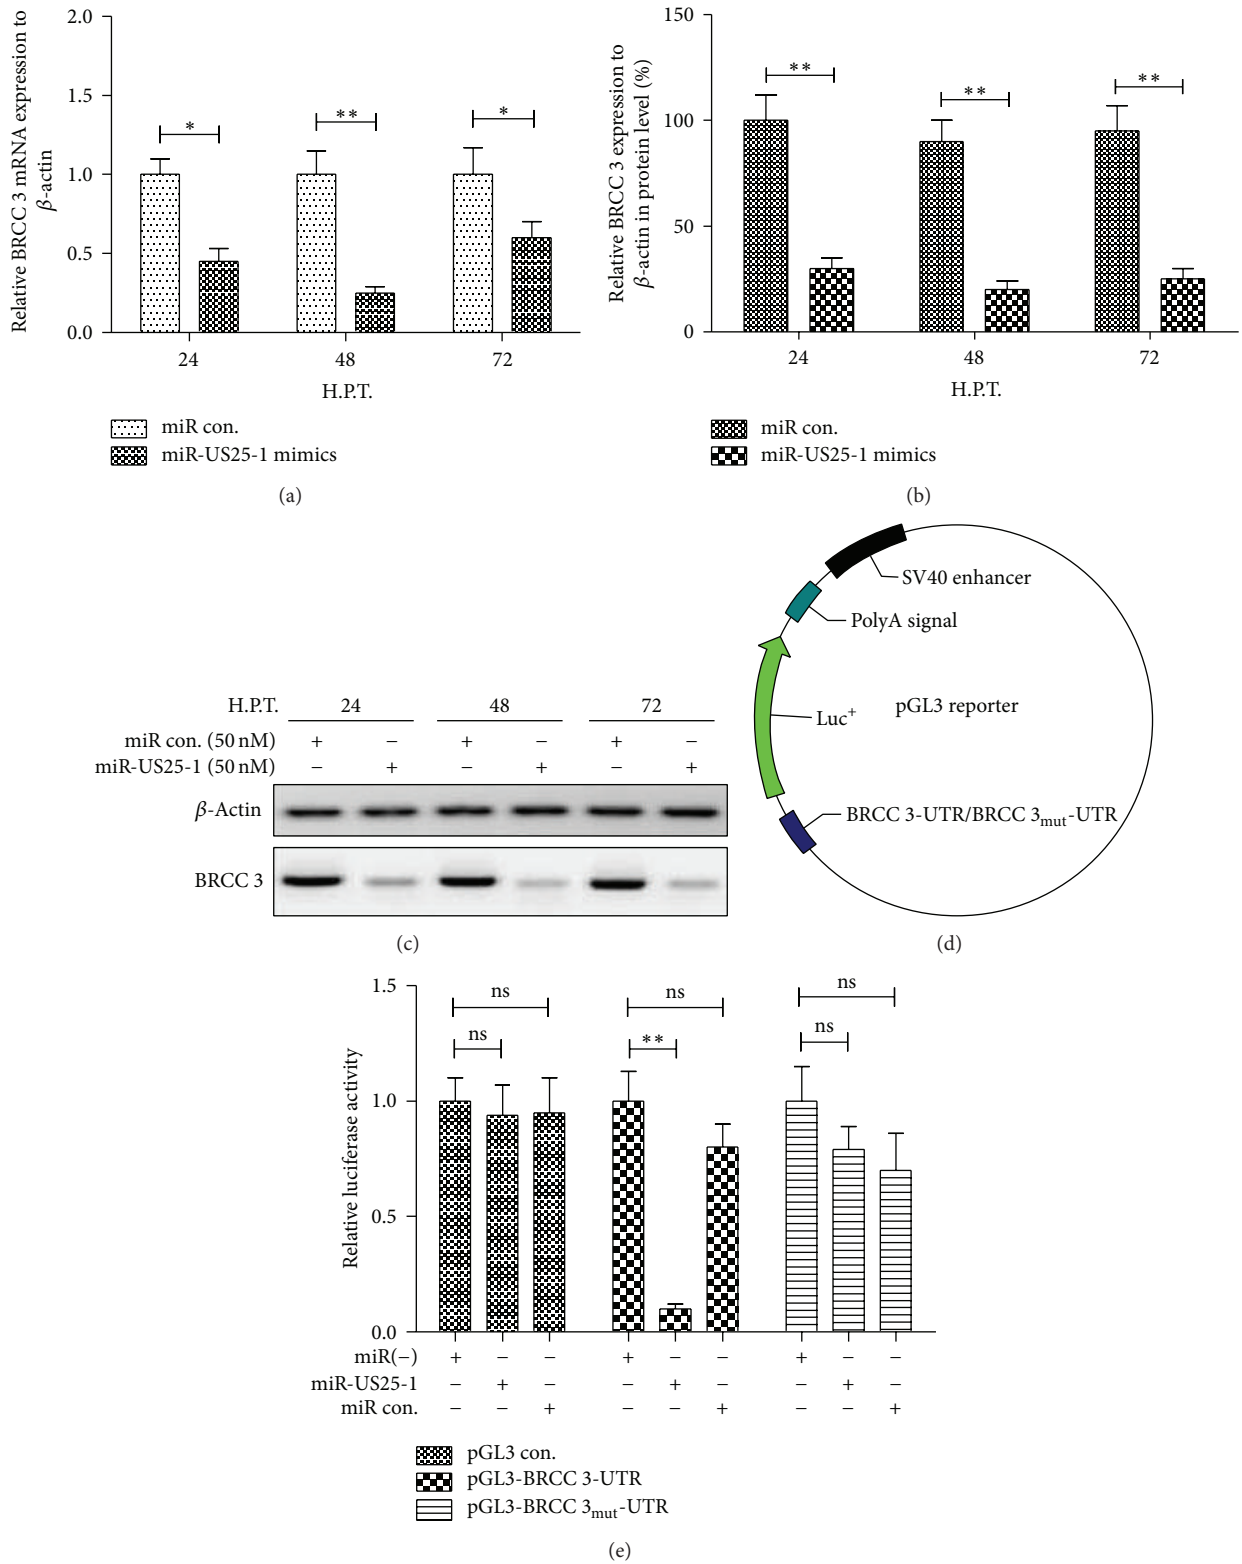 Relative BRCC 3 mRNA expression to
β-actin
2.0
1.5
1.0
0.5
0.0
*
**
*
24 48 72
H.P.T.
miR con.
miR-US25-1 mimics
(a)
Relative BRCC 3 expression to
β-actin in protein level (%)
150
100
50
0
**
**
**
24 48 72
H.P.T.
miR con.
miR-US25-1 mimics
(b)
H.P.T. 24 48 72
miR con. (50 nM) + − + − + −
miR-US25-1 (50 nM) − + − + − +
β-Actin
BRCC 3
(c)
SV40 enhancer
PolyA signal
Luc+
pGL3 reporter
BRCC 3-UTR/BRCC 3mut-UTR
(d)
Relative luciferase activity
1.5
1.0
0.5
0.0
ns ns ns
ns ** ns
miR(−) + − − + − − + − −
miR-US25-1 − + − − + − − + −
miR con. − − + − − + − − +
pGL3 con.
pGL3-BRCC 3-UTR
pGL3-BRCC 3mut-UTR
(e)